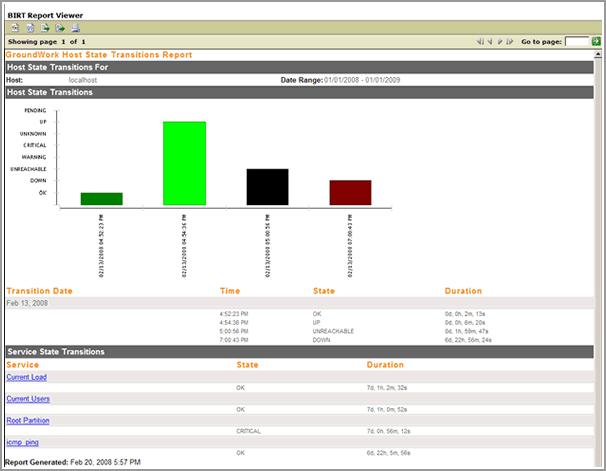 BIRT Report Viewer
Showing page 1 of 1 Go to page:
GroundWork Host State Transitions Report
Host State Transitions For
Host: localhost Date Range: 01/01/2008 - 01/01/2009
Host State Transitions
PENDING
UP
UNKNOWN
CRITICAL
WARNING
UNREACHABLE
DOWN
OK
02/13/2008 04:52:23 PM
02/13/2008 04:54:36 PM
02/13/2008 05:00:56 PM
02/13/2008 07:00:43 PM
Transition Date Time State Duration
Feb 13, 2008
4:52:23 PM OK 0d, 0h, 2m, 13s
4:54:36 PM UP 0d, 0h, 6m, 20s
5:00:56 PM UNREACHABLE 0d, 1h, 59m, 47s
7:00:43 PM DOWN 6d, 22h, 56m, 24s
Service State Transitions
Service State Duration
Current Load
OK 7d, 1h, 2m, 32s
Current Users
OK 7d, 1h, 0m, 52s
Root Partition
CRITICAL 7d, 0h, 56m, 12s
icmp_ping
OK 6d, 22h, 5m, 56s
Report Generated: Feb 20, 2008 5:57 PM